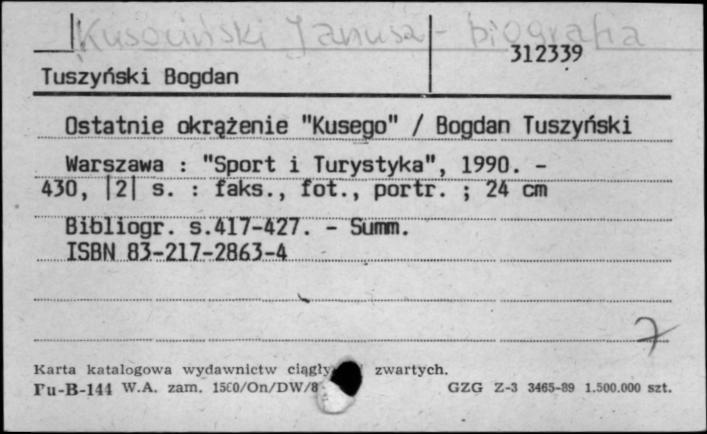 Kusociński Janusz - biografia
312339
Tuszyński Bogdan
Ostatnie okrążenie "Kusego" / Bogdan Tuszyński
Warszawa : "Sport i Turystyka", 1990. -
430, |2| s. : faks., fot., portr. ; 24 cm
Bibliogr. s.417-427. - Summ.
ISBN 83-217-2863-4
7
Karta katalogowa wydawnictw ciągły zwartych.
Pu-B-144 W.A. zam. 1500/On/DW/8 GZG Z-3 3465-89 1.500.000 szt.